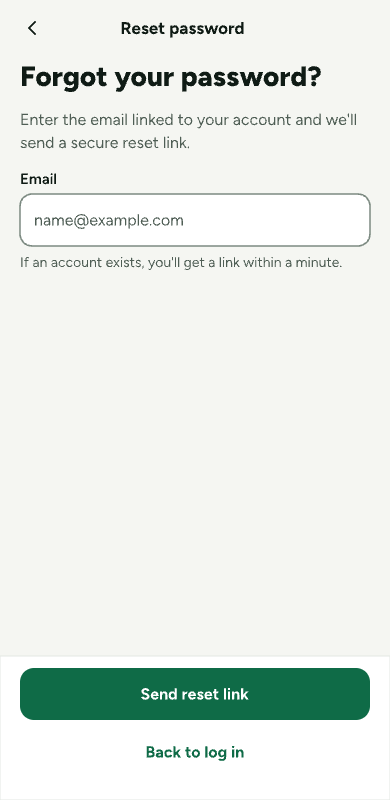 Reset password
Forgot your password?
Enter the email linked to your account and we'll
send a secure reset link.
Email
name@example.com
If an account exists, you'll get a link within a minute.
Send reset link
Back to log in